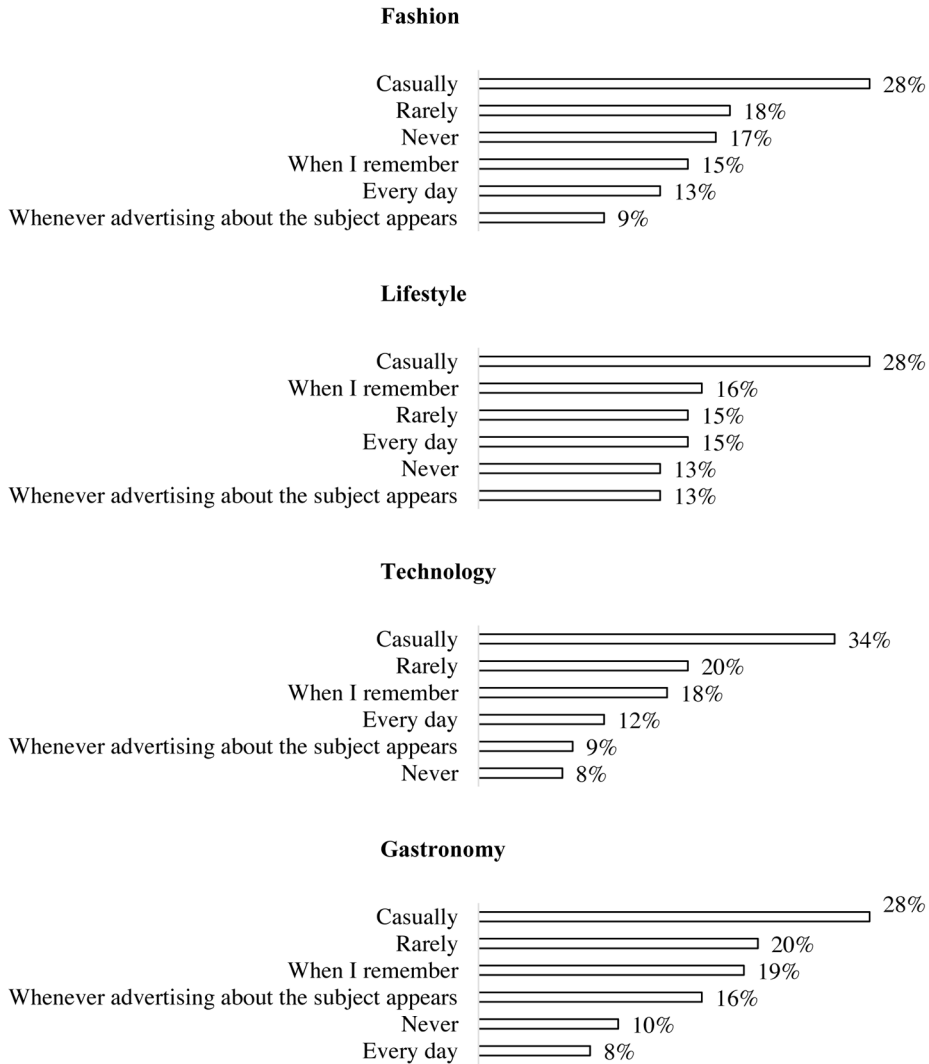 Fashion
Casually 28%
Rarely 18%
Never 17%
When I remember 15%
Every day 13%
Whenever advertising about the subject appears 9%
Lifestyle
Casually 28%
When I remember 16%
Rarely 15%
Every day 15%
Never 13%
Whenever advertising about the subject appears 13%
Technology
Casually 34%
Rarely 20%
When I remember 18%
Every day 12%
Whenever advertising about the subject appears 9%
Never 8%
Gastronomy
Casually 28%
Rarely 20%
When I remember 19%
Whenever advertising about the subject appears 16%
Never 10%
Every day 8%